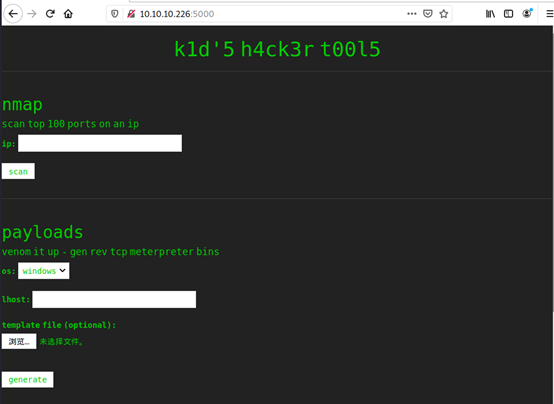 10.10.10.226:5000
k1d'5 h4ck3r t00l5
nmap
scan top 100 ports on an ip
ip:
scan
payloads
venom it up - gen rev tcp meterpreter bins
os: windows
lhost:
template file (optional):
浏览... 未选择文件。
generate